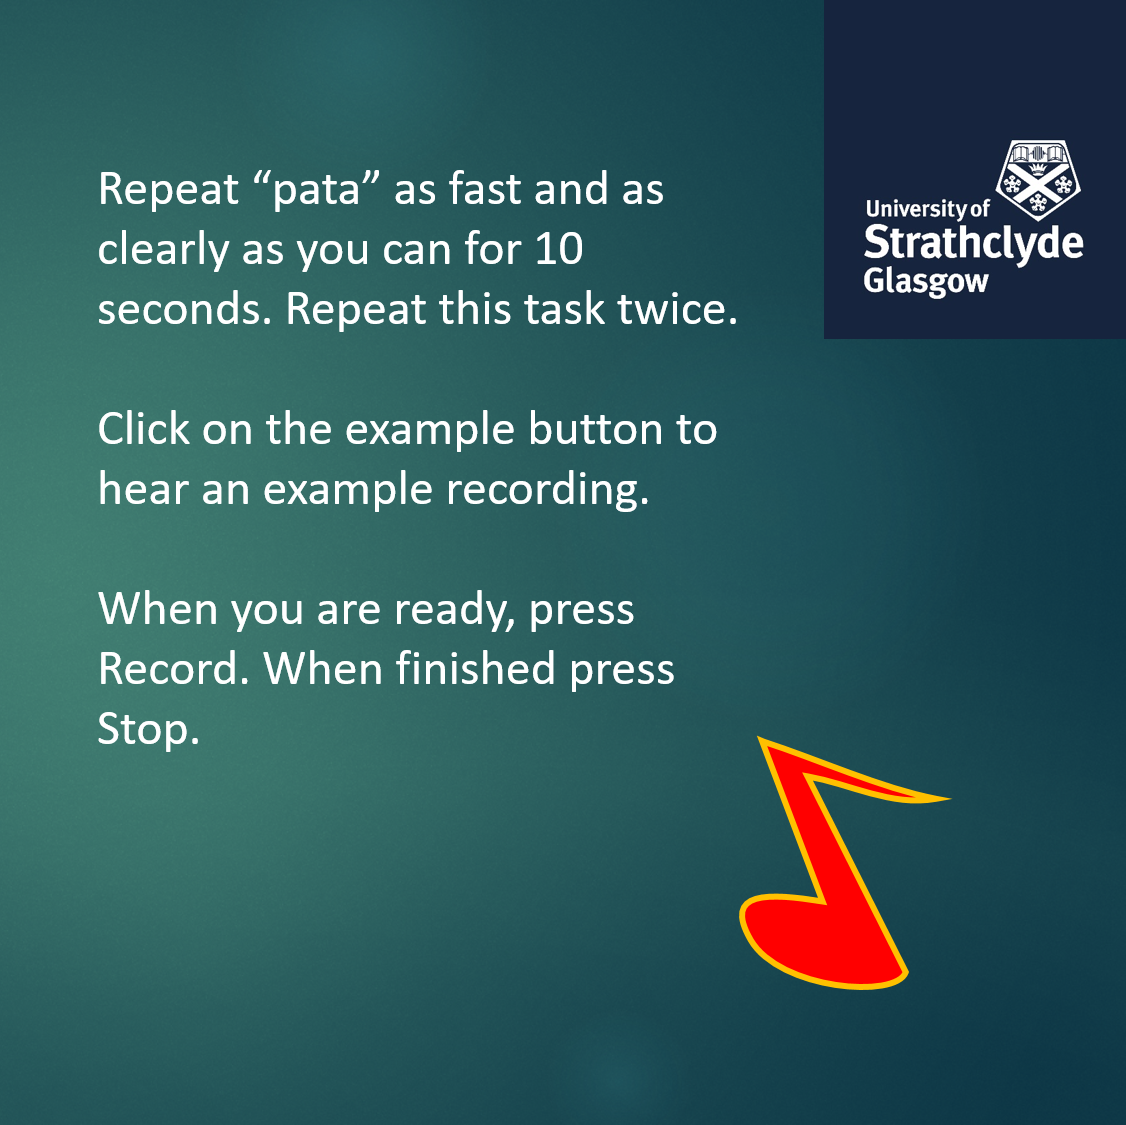 Repeat “pata” as fast and as
clearly as you can for 10
seconds. Repeat this task twice.
Click on the example button to
hear an example recording.
When you are ready, press
Record. When finished press
Stop.
University of
Strathclyde
Glasgow